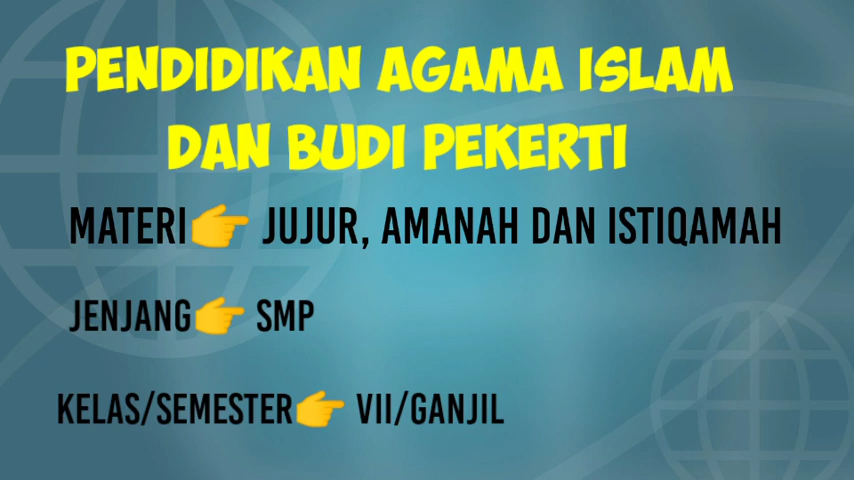 PENDIDIKAN AGAMA ISLAM
DAN BUDI PEKERTI
MATERI👉 JUJUR, AMANAH DAN ISTIQAMAH
JENJANG👉 SMP
KELAS/SEMESTER👉 VII/GANJIL